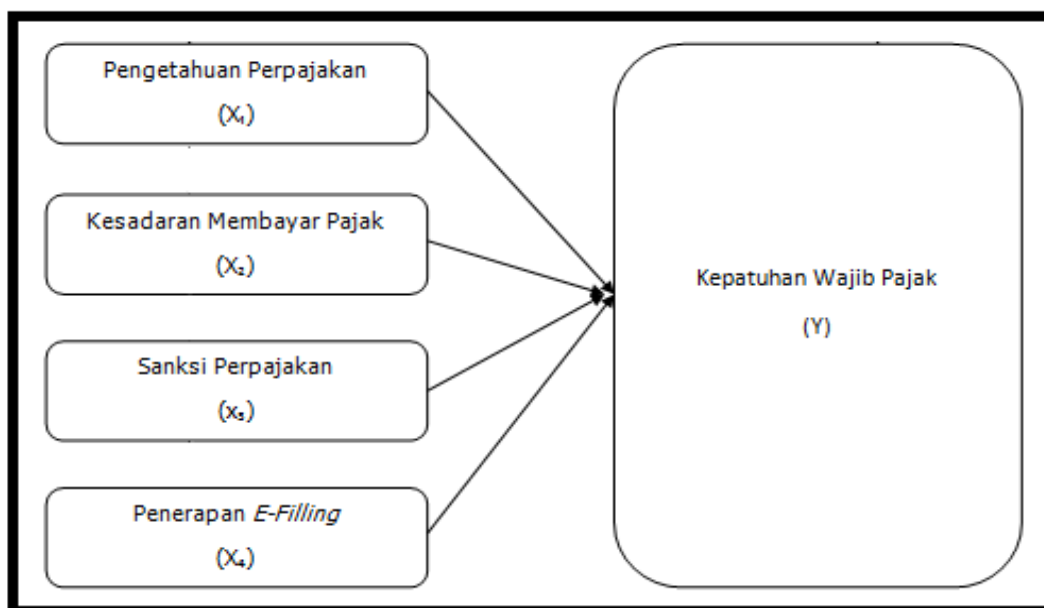 Pengetahuan Perpajakan
(X₁)
Kesadaran Membayar Pajak
(X₂)
Sanksi Perpajakan
(x₃)
Penerapan E-Filling
(X₄)
Kepatuhan Wajib Pajak
(Y)